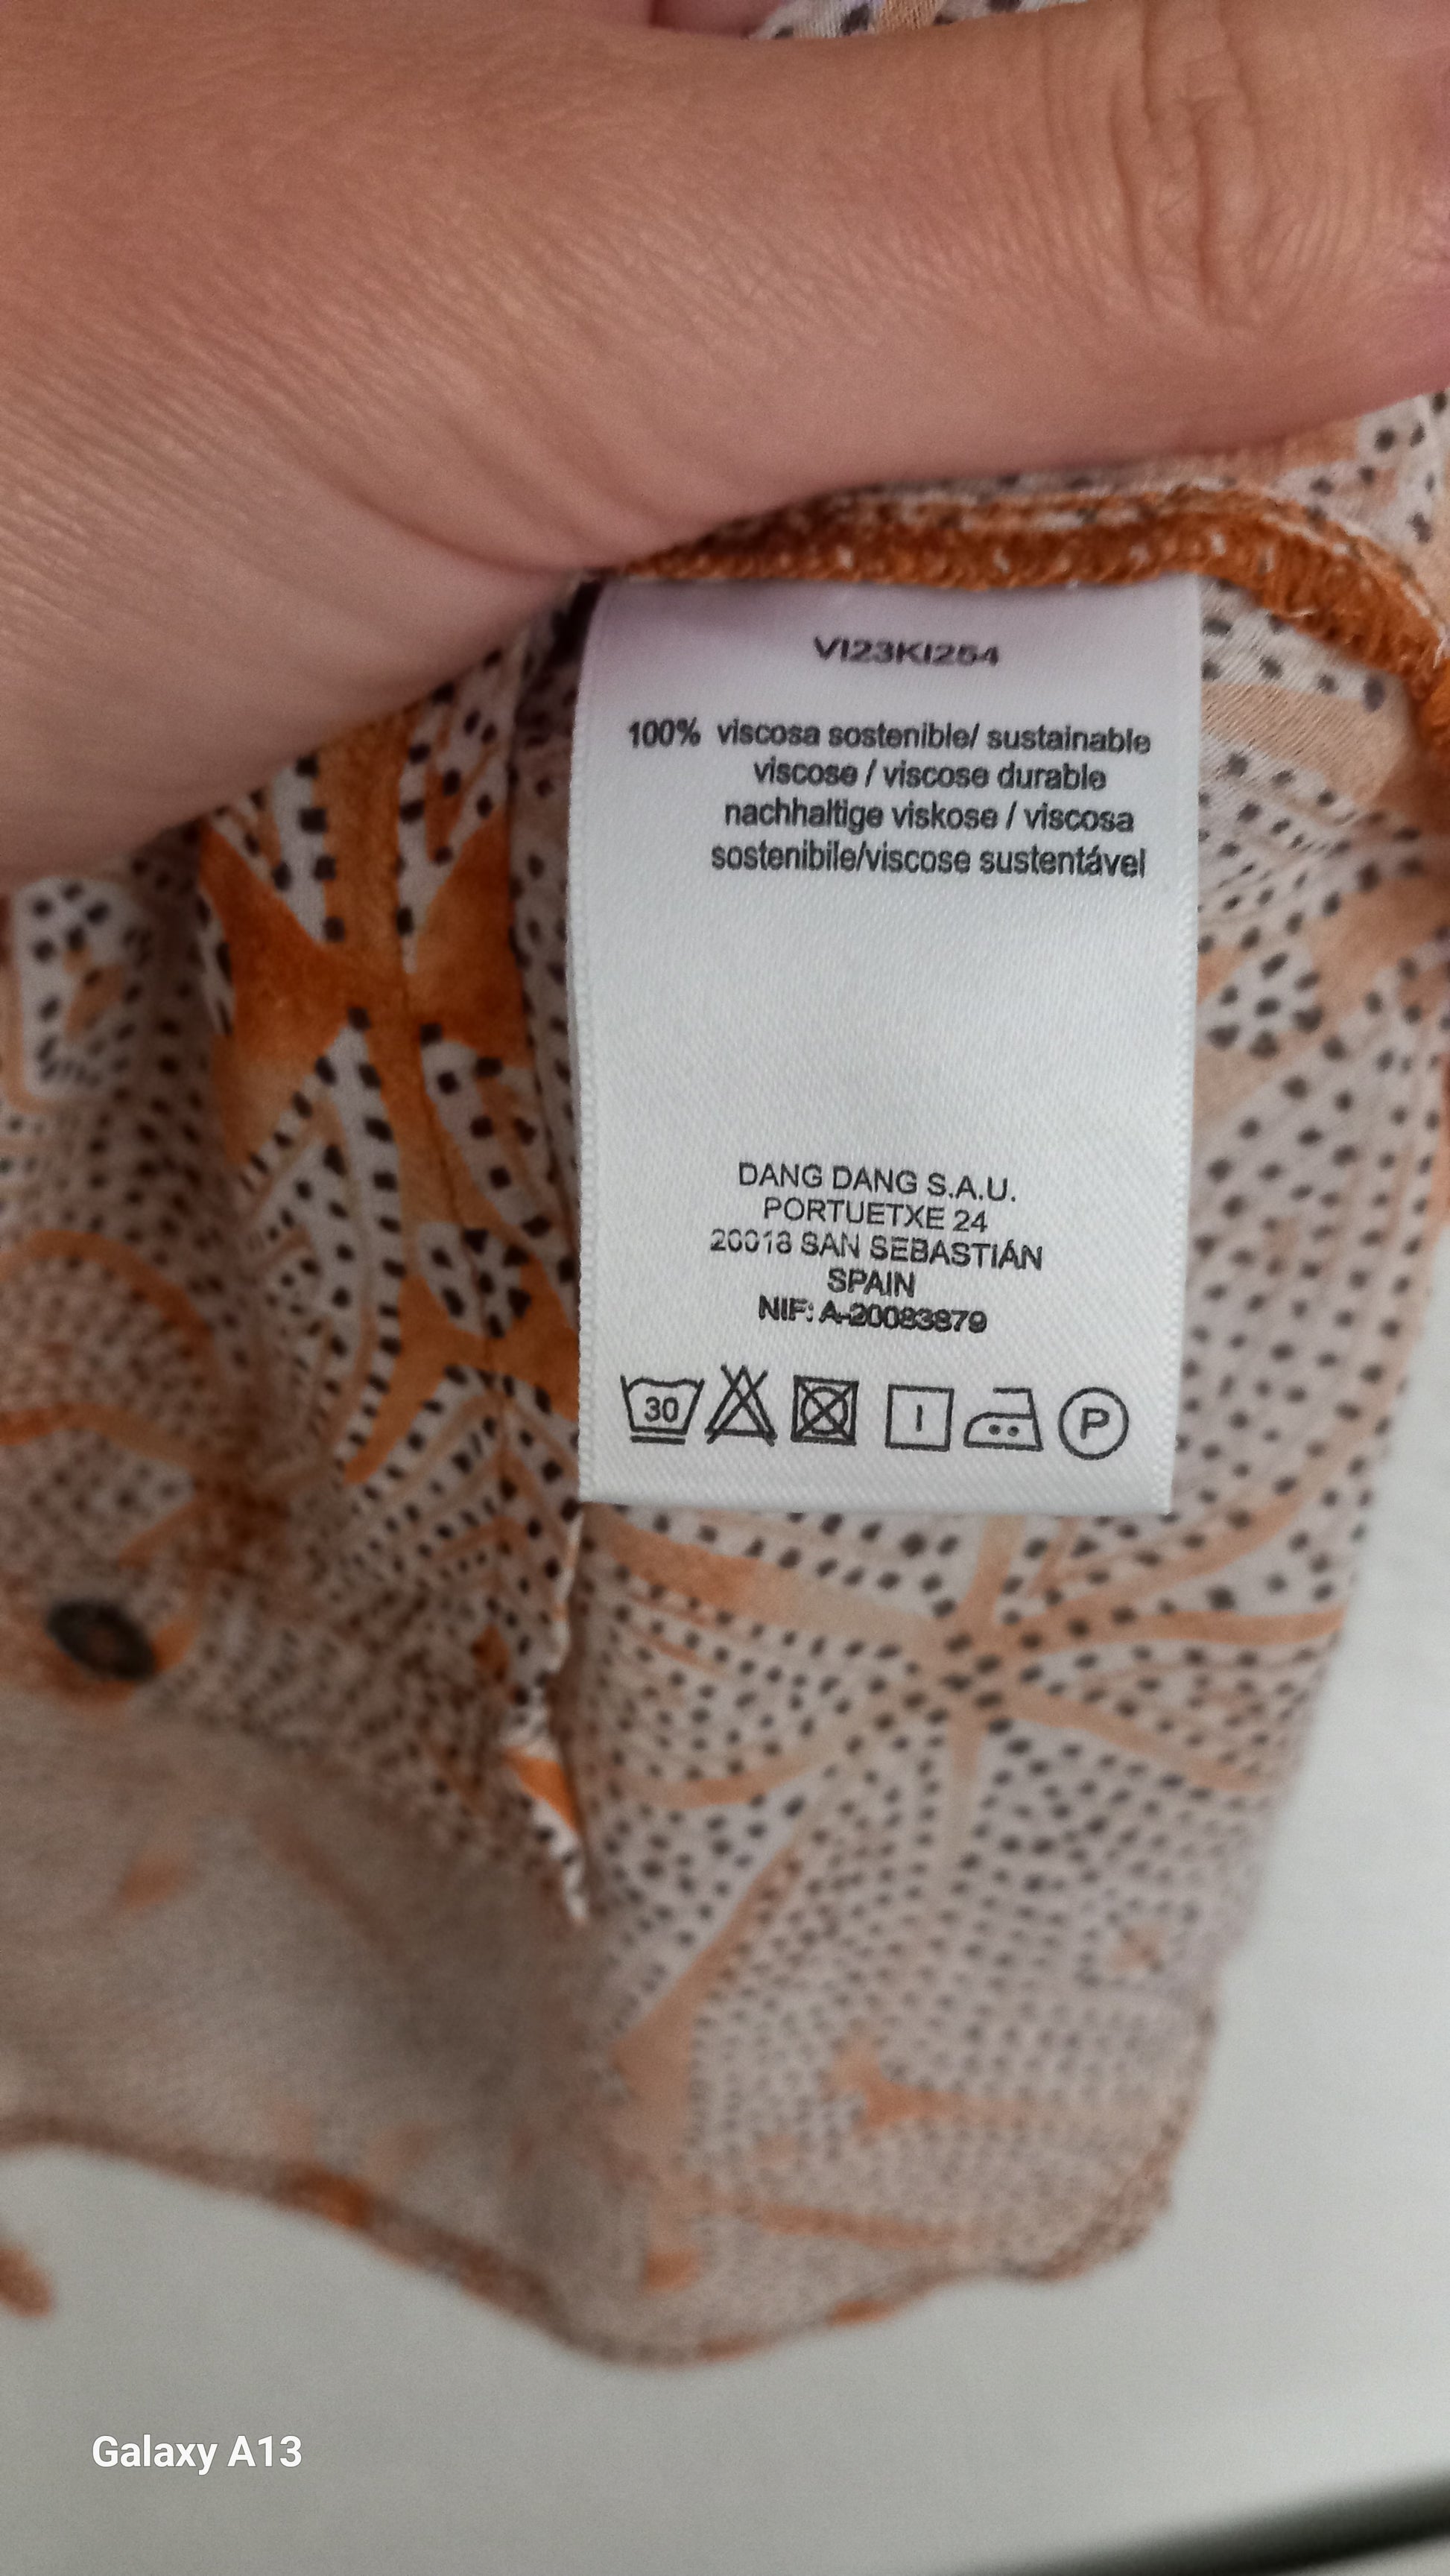 VI23KI254
100% viscosa sostenible/ sustainable
viscose / viscose durable
nachhaltige viskose / viscosa
sostenibile/viscose sustentável
DANG DANG S.A.U.
PORTUETXE 24
20018 SAN SEBASTIÁN
SPAIN
NIF: A-20083879
30
P
Galaxy A13